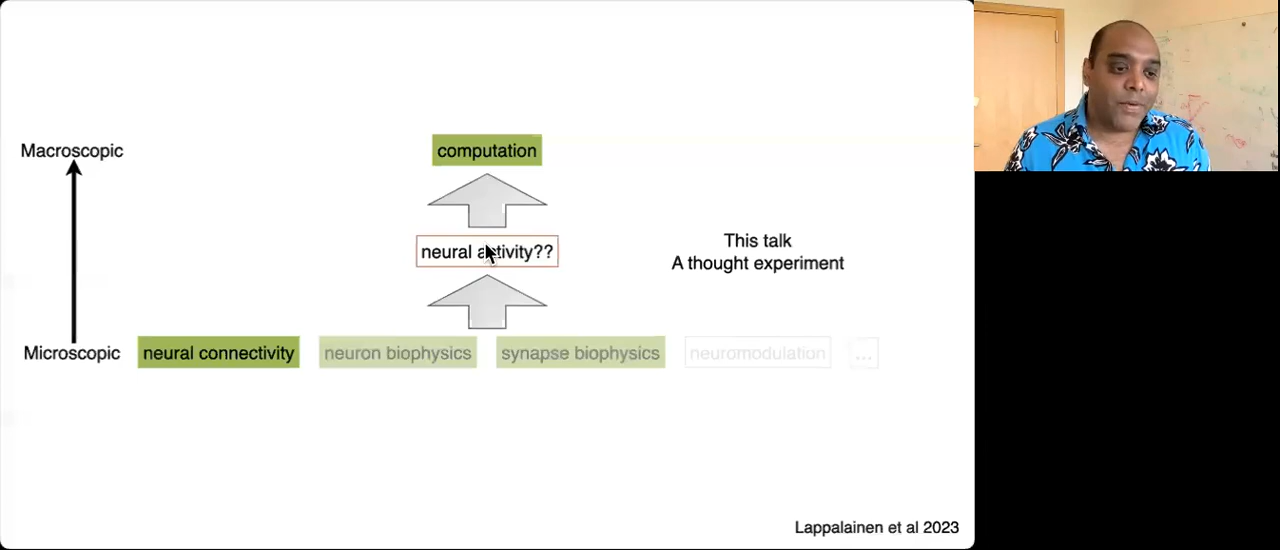 Macroscopic
computation
neural activity??
This talk
A thought experiment
Microscopic
neural connectivity
neuron biophysics
synapse biophysics
neuromodulation
...
Lappalainen et al 2023